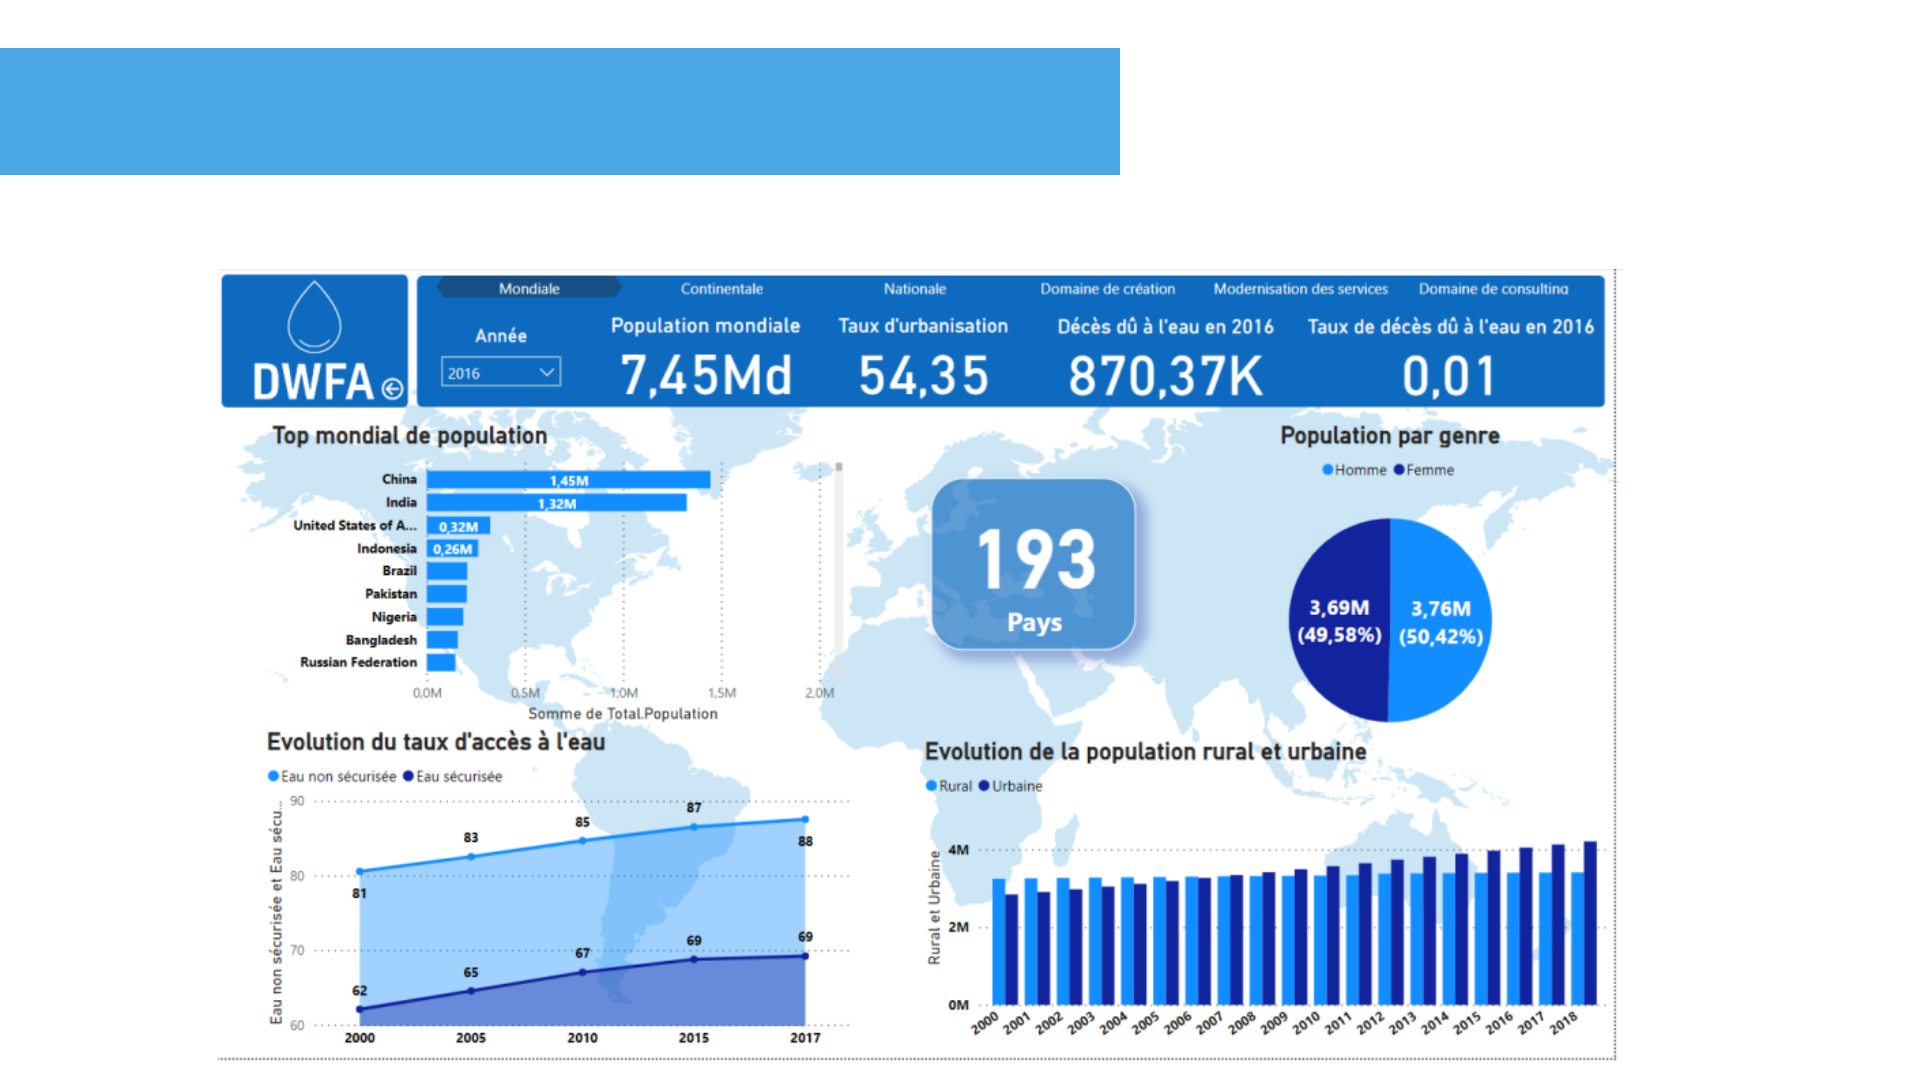 Mondiale
Continentale
Nationale
Domaine de création
Modernisation des services
Domaine de consulting
DWFA
Année
2016
Population mondiale
7,45Md
Taux d'urbanisation
54,35
Décès dû à l'eau en 2016
870,37K
Taux de décès dû à l'eau en 2016
0,01
Top mondial de population
China
1,45M
India
1,32M
United States of A...
0,32M
Indonesia
0,26M
Brazil
Pakistan
Nigeria
Bangladesh
Russian Federation
0,0M 0,5M 1,0M 1,5M 2,0M
Somme de Total.Population
193
Pays
Population par genre
Homme Femme
3,69M
(49,58%)
3,76M
(50,42%)
Evolution du taux d'accès à l'eau
Eau non sécurisée Eau sécurisée
Eau non sécurisée et Eau sécu...
90
80
70
60
81
83
85
87
88
62
65
67
69
69
2000 2005 2010 2015 2017
Evolution de la population rural et urbaine
Rural Urbaine
Rural et Urbaine
4M
2M
0M
2000 2001 2002 2003 2004 2005 2006 2007 2008 2009 2010 2011 2012 2013 2014 2015 2016 2017 2018